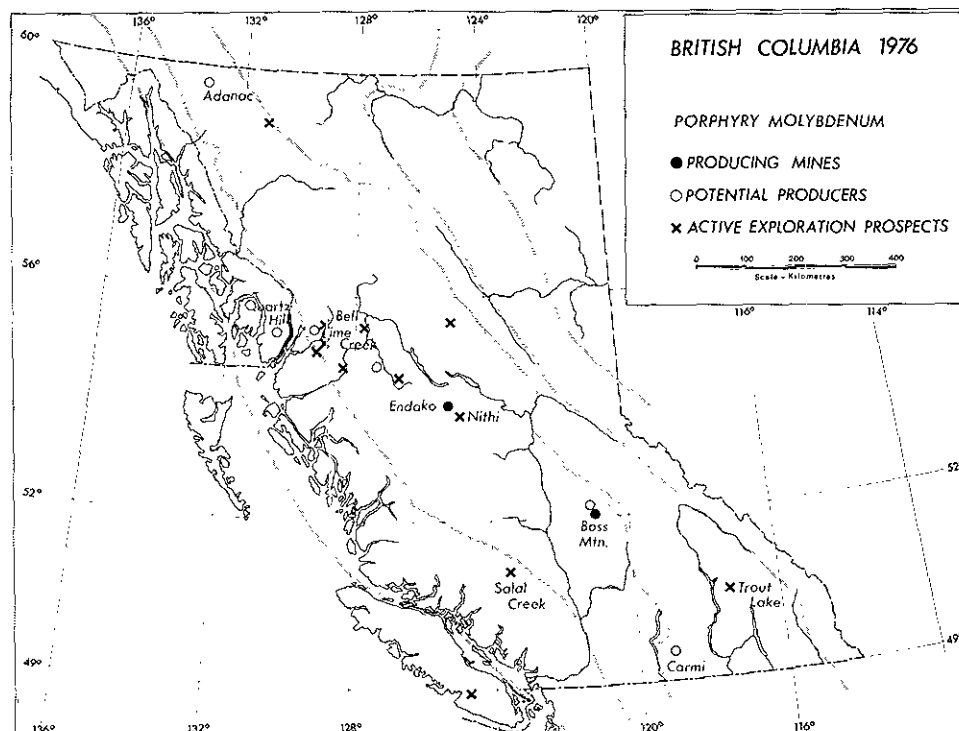 136°
132°
128°
124°
120°
60°
BRITISH COLUMBIA 1976
PORPHYRY MOLYBDENUM
PRODUCING MINES
POTENTIAL PRODUCERS
ACTIVE EXPLORATION PROSPECTS
0 100 200 300 400
Scale - Kilometres
Adanac
56°
114°
Quartz
Hill
Bell
Lime
Creek
Endako
Nithi
52°
52
Boss
Mtn.
Salal
Creek
Trout
Lake
Carmi
49°
49°
136°
132°
128°
120°
116°